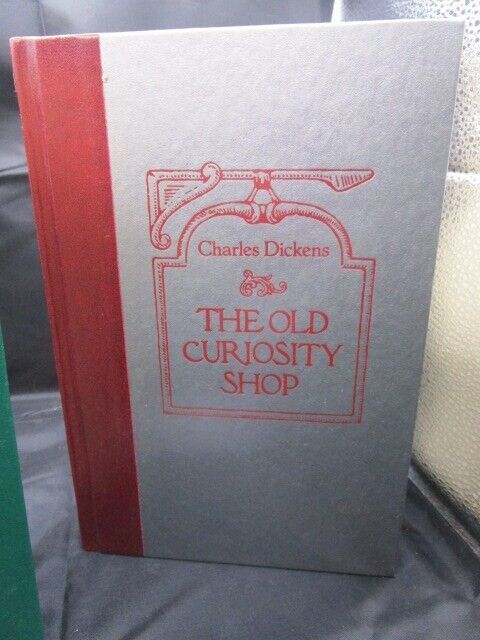 Charles Dickens
THE OLD
CURIOSITY
SHOP